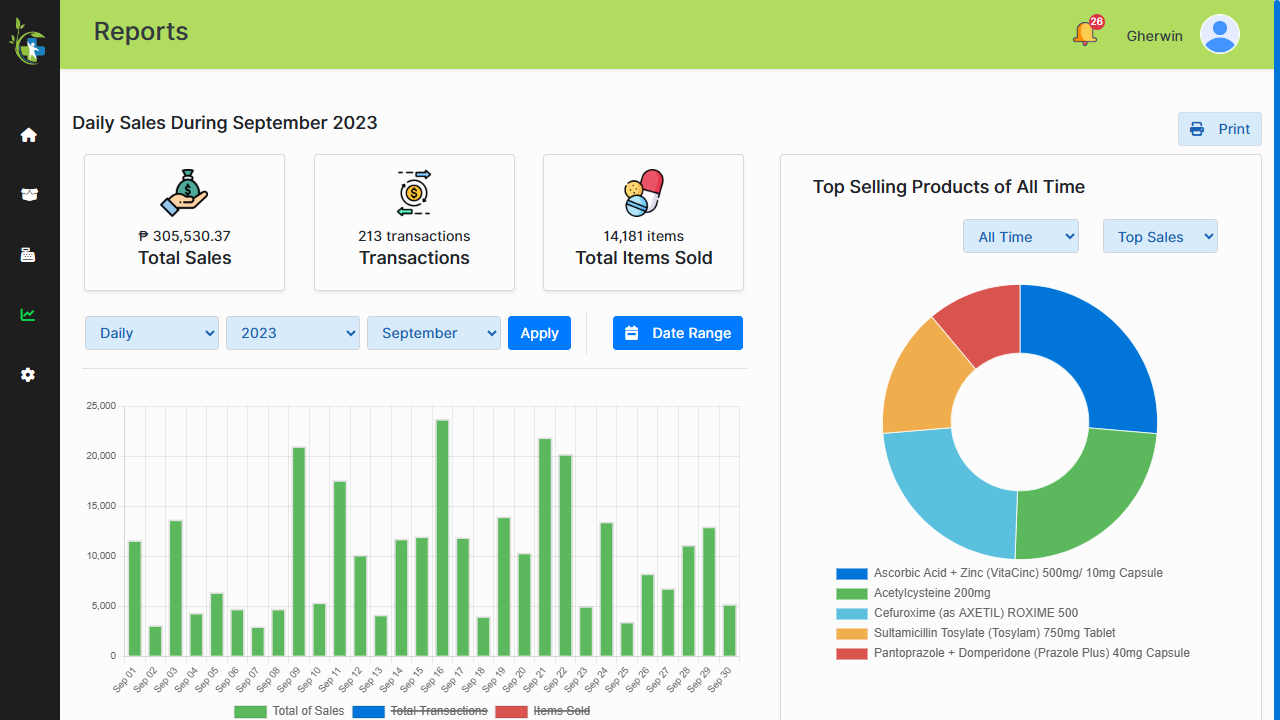 Reports
26
Gherwin
Daily Sales During September 2023
Print
₱ 305,530.37
Total Sales
213 transactions
Transactions
14,181 items
Total Items Sold
Daily
2023
September
Apply
Date Range
25,000
20,000
15,000
10,000
5,000
0
Sep 01
Sep 02
Sep 03
Sep 04
Sep 05
Sep 06
Sep 07
Sep 08
Sep 09
Sep 10
Sep 11
Sep 12
Sep 13
Sep 14
Sep 15
Sep 16
Sep 17
Sep 18
Sep 19
Sep 20
Sep 21
Sep 22
Sep 23
Sep 24
Sep 25
Sep 26
Sep 27
Sep 28
Sep 29
Sep 30
Total of Sales
Total Transactions
Items Sold
Top Selling Products of All Time
All Time
Top Sales
Ascorbic Acid + Zinc (VitaCinc) 500mg/ 10mg Capsule
Acetylcysteine 200mg
Cefuroxime (as AXETIL) ROXIME 500
Sultamicillin Tosylate (Tosylam) 750mg Tablet
Pantoprazole + Domperidone (Prazole Plus) 40mg Capsule